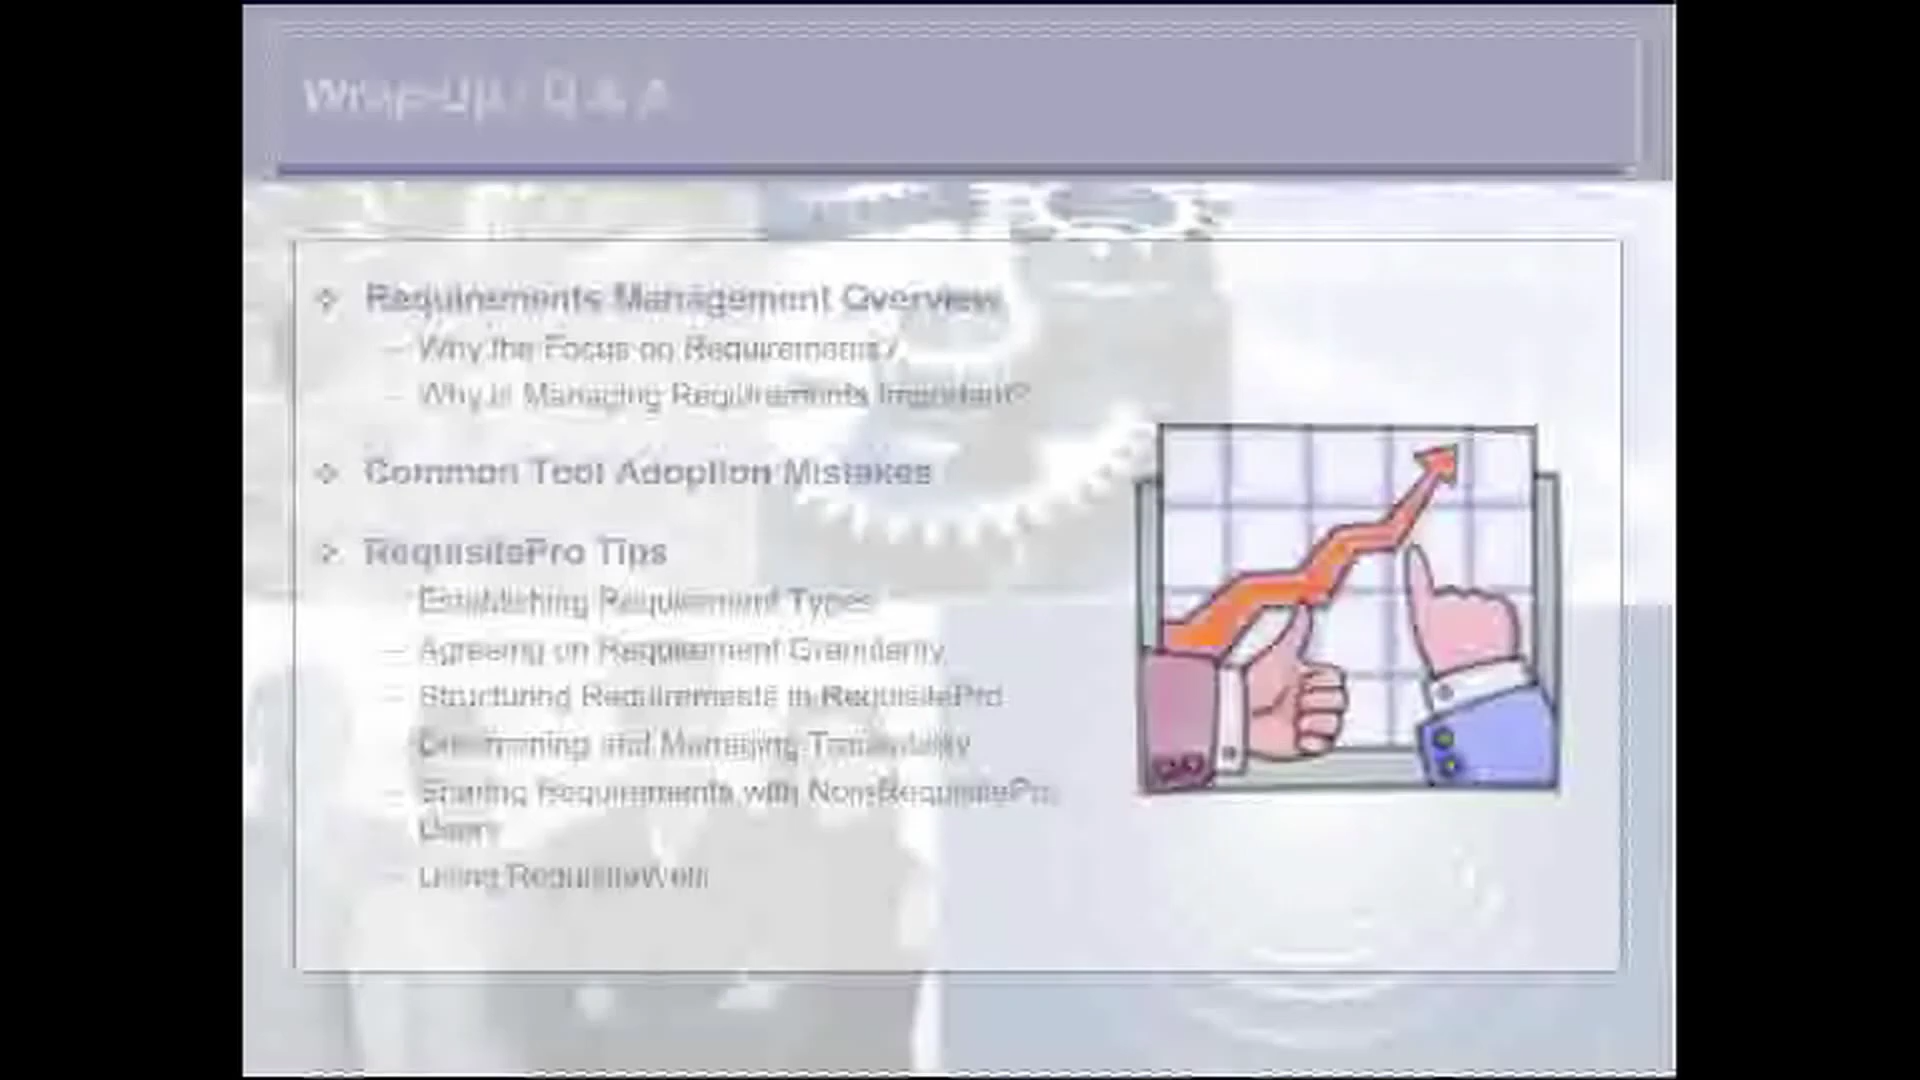 Wrap-Up / Q & A
Requirements Management Overview
– Why the Focus on Requirements?
– Why is Managing Requirements Important?
Common Tool Adoption Mistakes
RequisitePro Tips
Establishing Requirement Types
– Agreeing on Requirement Granularity
– Structuring Requirements in RequisitePro
Determining and Managing Traceability
– Sharing Requirements with Non-RequisitePro
Users
– Using RequisiteWeb